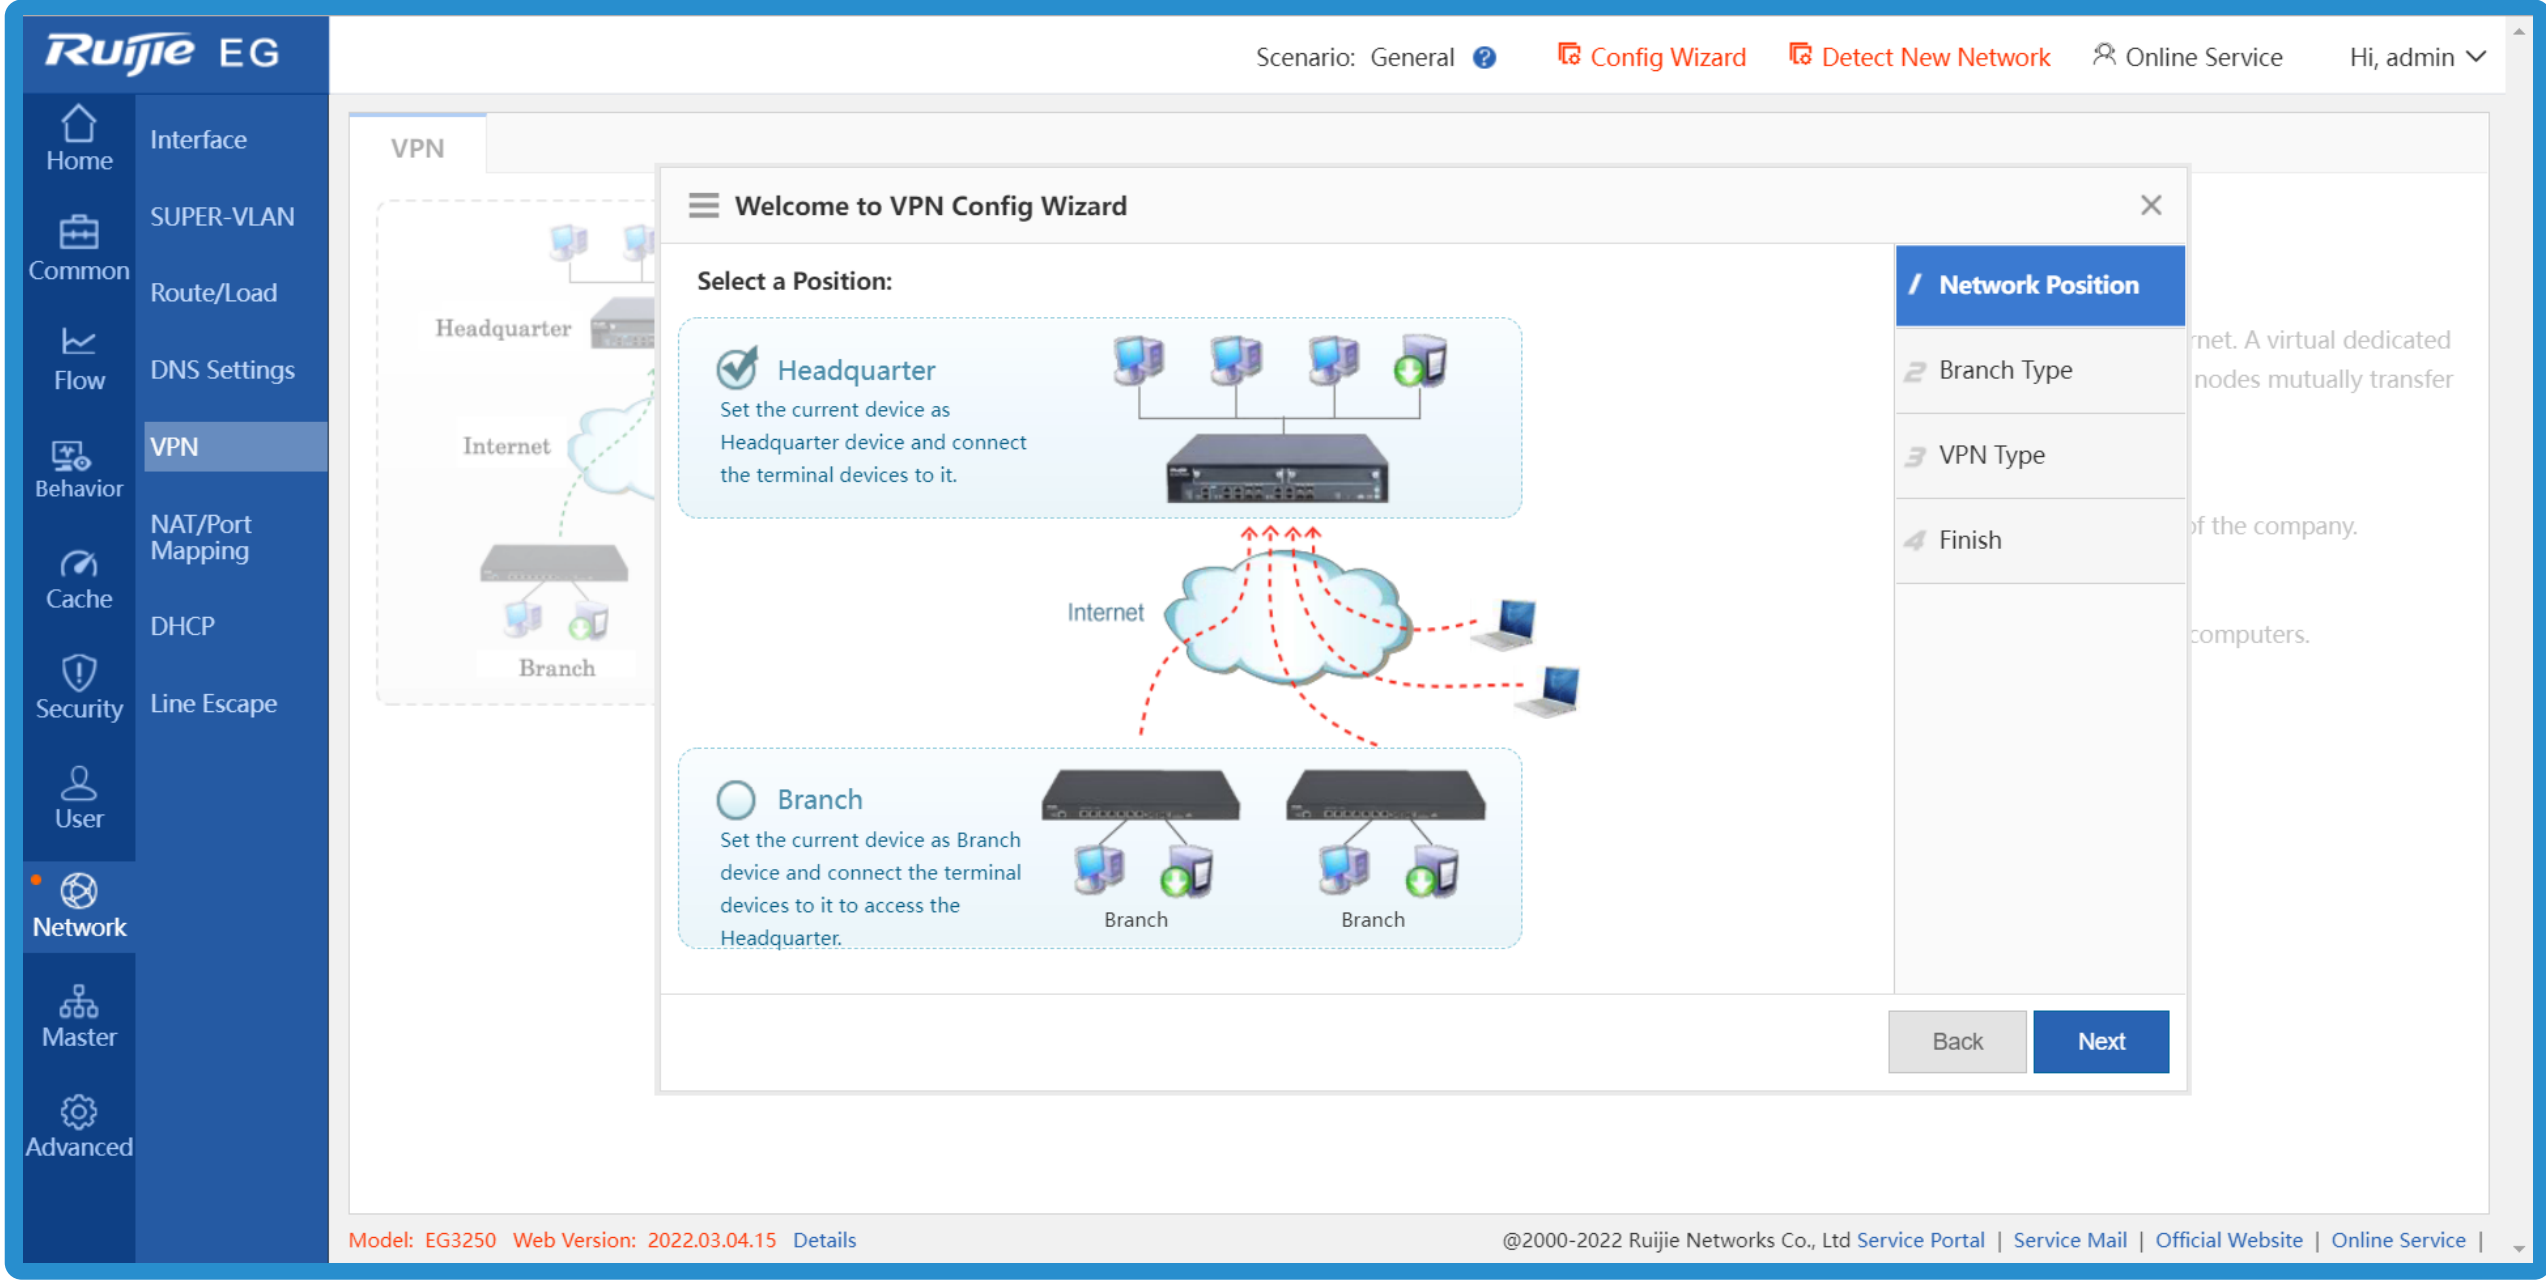 Ruijie EG
Scenario: General ?
Config Wizard
Detect New Network
Online Service
Hi, admin
Home
Common
Flow
Behavior
Cache
Security
User
Network
Master
Advanced
Interface
SUPER-VLAN
Route/Load
DNS Settings
VPN
NAT/Port
Mapping
DHCP
Line Escape
VPN
Headquarter
Internet
Branch
Welcome to VPN Config Wizard
Select a Position:
Headquarter
Set the current device as
Headquarter device and connect
the terminal devices to it.
Internet
Branch
Set the current device as Branch
device and connect the terminal
devices to it to access the
Headquarter.
Branch
Branch
1 Network Position
2 Branch Type
3 VPN Type
4 Finish
A virtual dedicated
nodes mutually transfer
of the company.
computers.
Back
Next
Model: EG3250 Web Version: 2022.03.04.15 Details
@2000-2022 Ruijie Networks Co., Ltd Service Portal | Service Mail | Official Website | Online Service |